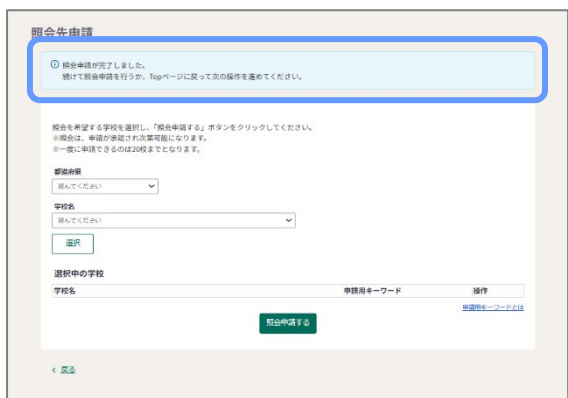 照会先申請
照会申請が完了しました。
続けて照会申請を行うか、Topページに戻って次の操作を進めてください。
照会を希望する学校を選択し、「照会申請する」ボタンをクリックしてください。
※照会は、申請が承認され次第可能になります。
※一度に申請できるのは20校までとなります。
都道府県
選んでください
学校名
選んでください
選択
選択中の学校
学校名 申請用キーワード 操作
申請用キーワードとは
照会申請する
< 戻る